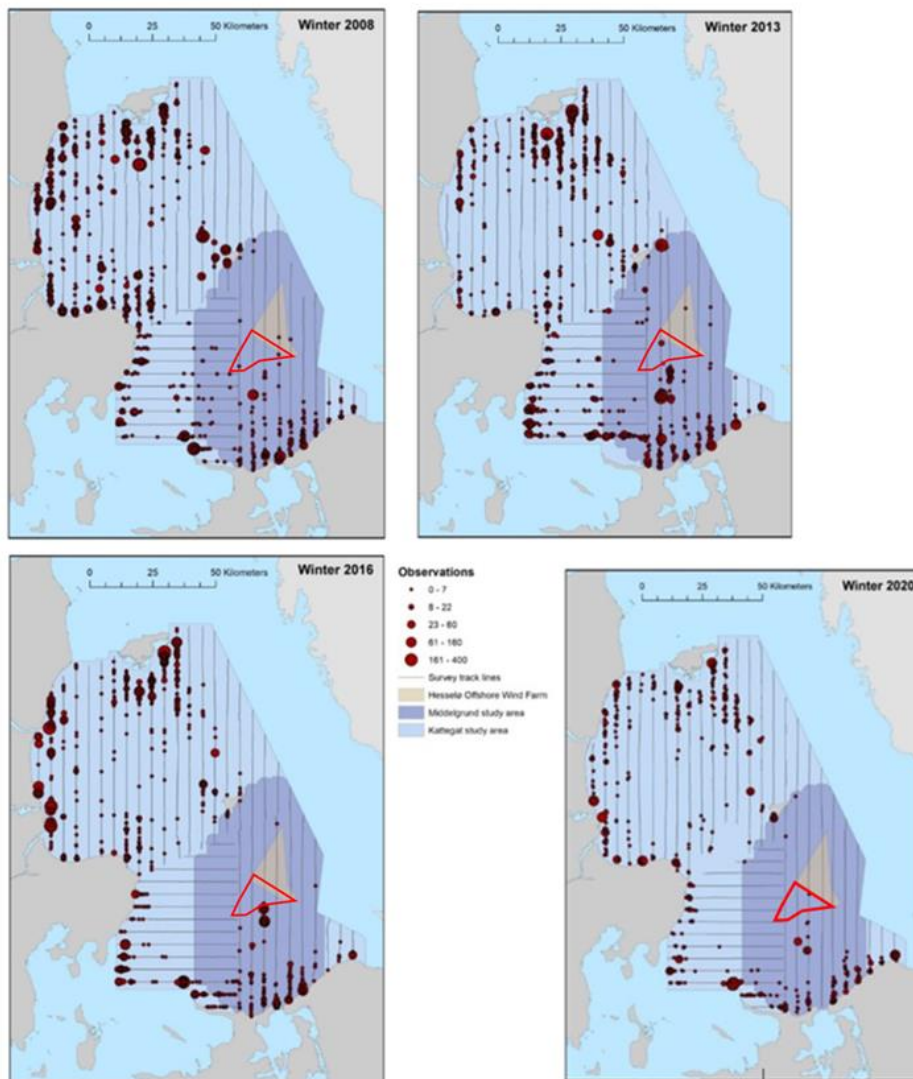 Winter 2008
0 25 50 Kilometers
Winter 2013
0 25 50 Kilometers
Winter 2016
0 25 50 Kilometers
Observations
0 - 7
8 - 22
23 - 60
61 - 160
161 - 400
Survey track lines
Hesselø Offshore Wind Farm
Middelgrund study area
Kattegat study area
Winter 2020
0 25 50 Kilometers